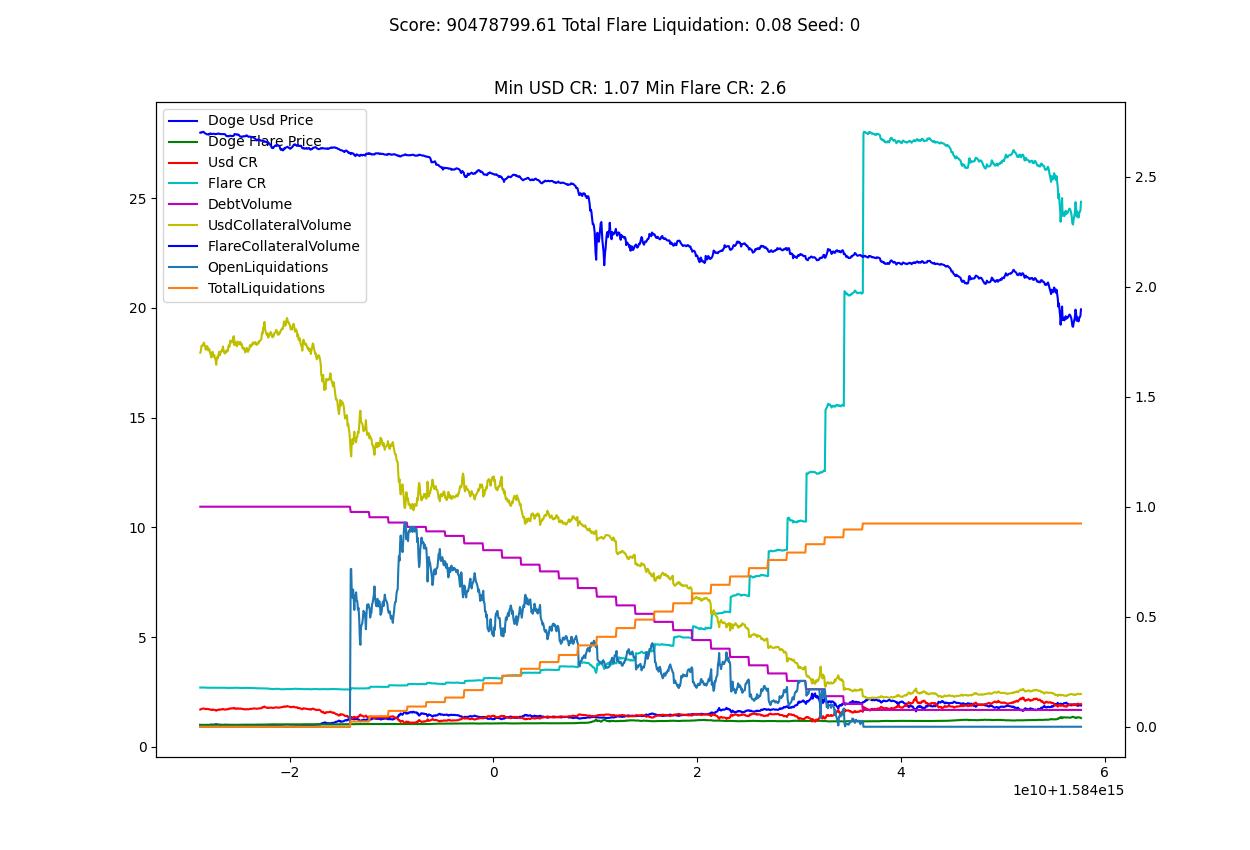 Score: 90478799.61 Total Flare Liquidation: 0.08 Seed: 0
Min USD CR: 1.07 Min Flare CR: 2.6
Doge Usd Price
Doge Flare Price
Usd CR
Flare CR
DebtVolume
UsdCollateralVolume
FlareCollateralVolume
OpenLiquidations
TotalLiquidations
25
20
15
10
5
0
2.5
2.0
1.5
1.0
0.5
0.0
−2
0
2
4
6
1e10+1.584e15